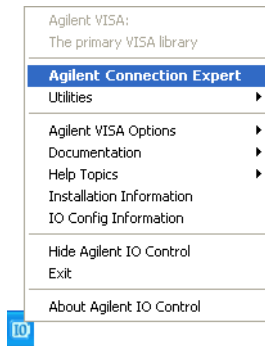 Agilent VISA:
The primary VISA library
Agilent Connection Expert
Utilities
Agilent VISA Options
Documentation
Help Topics
Installation Information
IO Config Information
Hide Agilent IO Control
Exit
About Agilent IO Control
IO